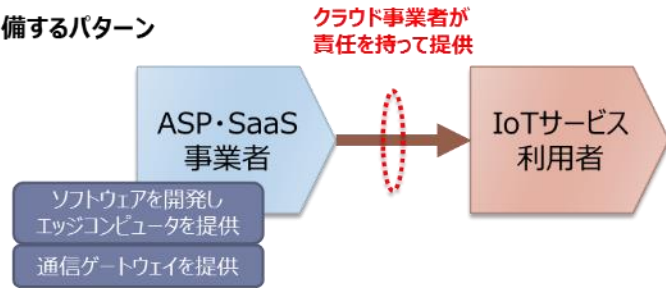 備するパターン
クラウド事業者が
責任を持って提供
ASP・SaaS
事業者
IoTサービス
利用者
ソフトウェアを開発し
エッジコンピュータを提供
通信ゲートウェイを提供